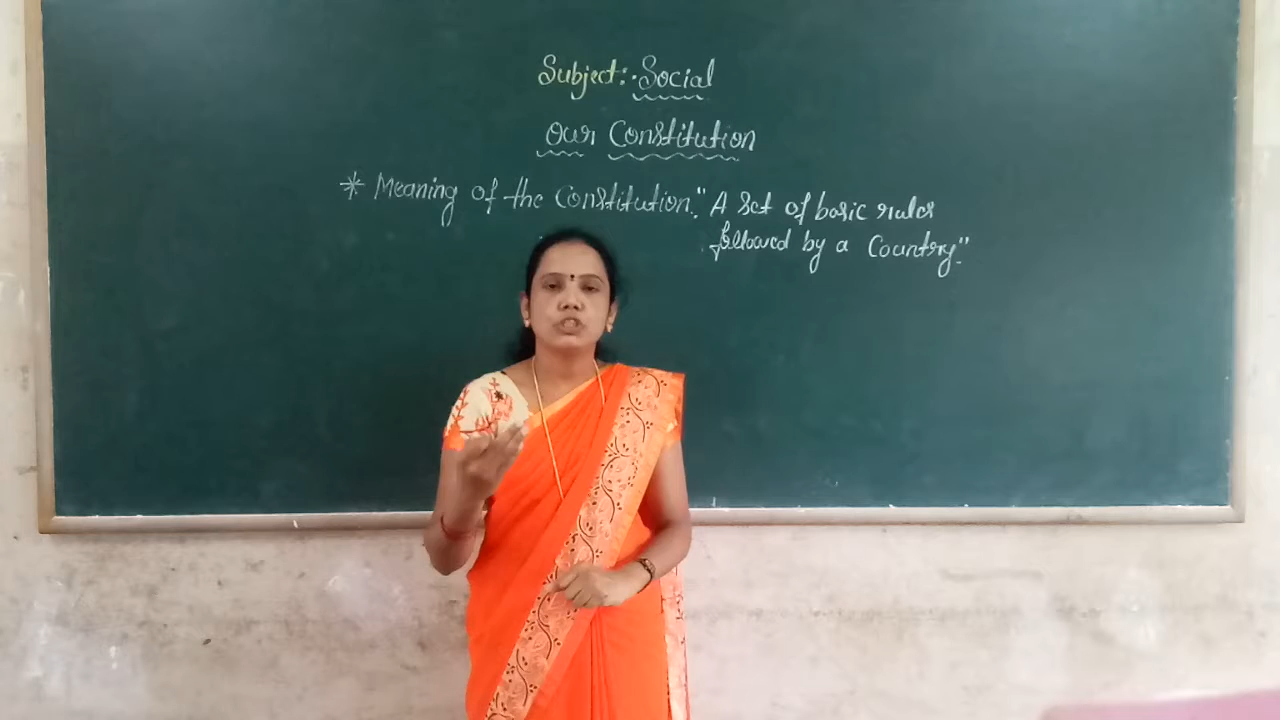 Subject:- Social
Our Constitution
* Meaning of the Constitution. "A Set of basic rules
followed by a Country".